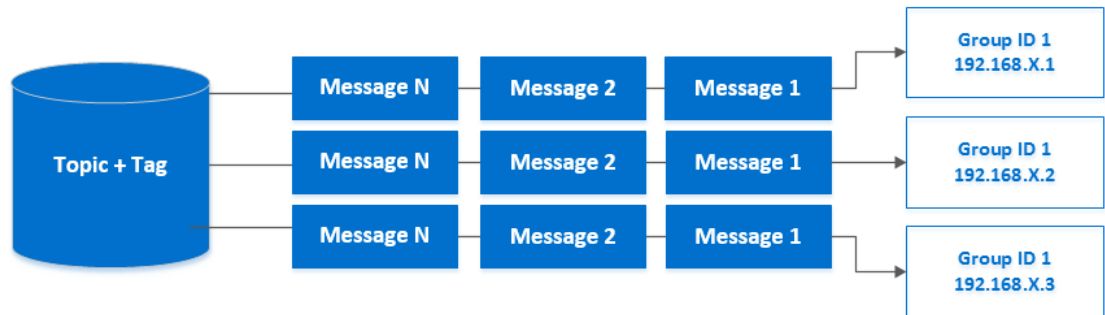 Topic + Tag
Message N
Message 2
Message 1
Group ID 1
192.168.X.1
Message N
Message 2
Message 1
Group ID 1
192.168.X.2
Message N
Message 2
Message 1
Group ID 1
192.168.X.3